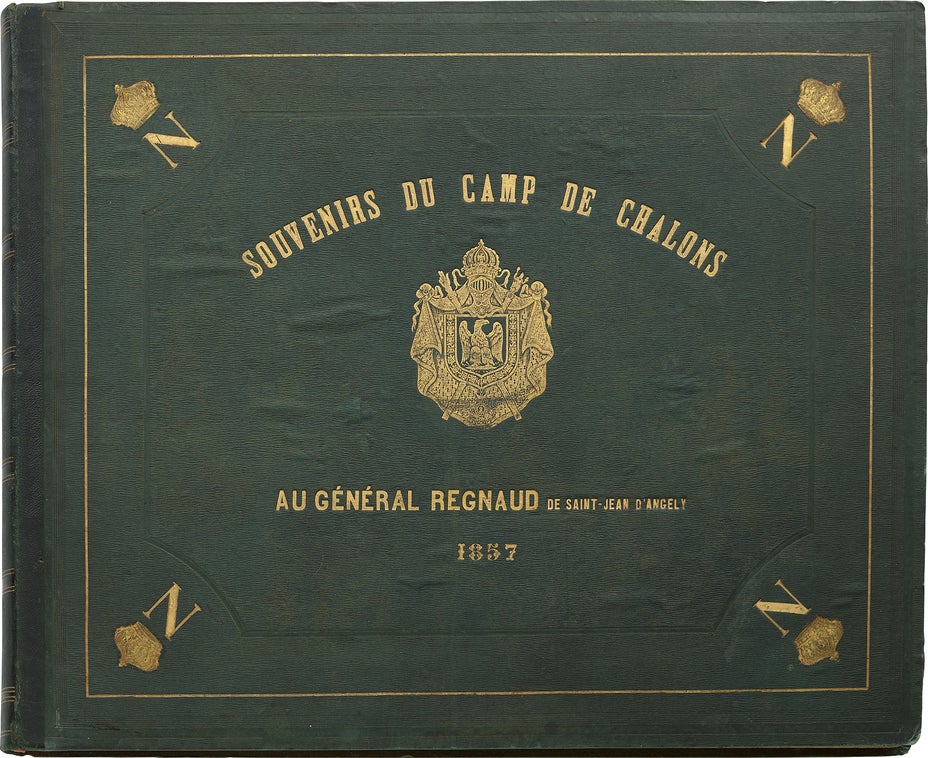 N N
SOUVENIRS DU CAMP DE CHALONS
AU GÉNÉRAL REGNAUD DE SAINT-JEAN D'ANGELY
1857
N N